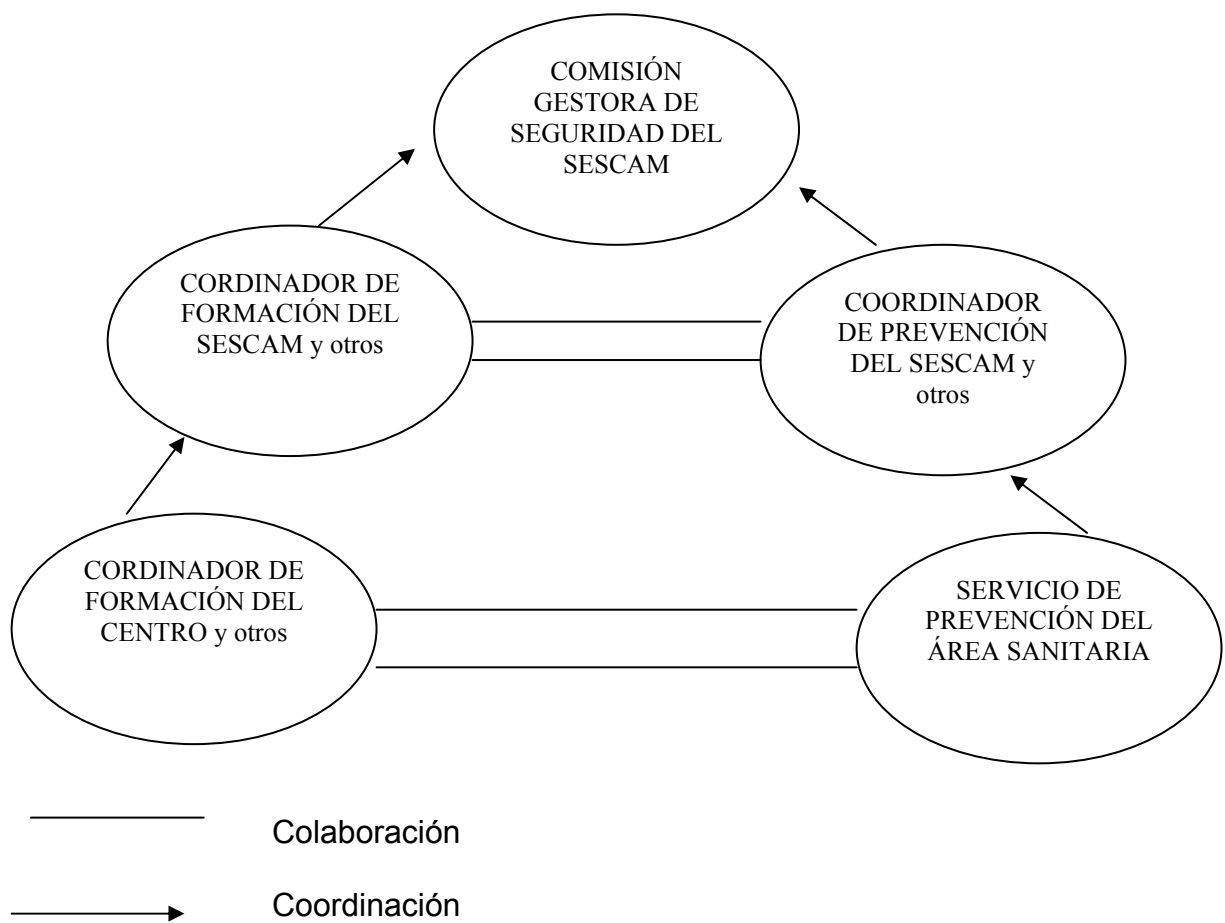 COMISIÓN
GESTORA DE
SEGURIDAD DEL
SESCAM
CORDINADOR DE
FORMACIÓN DEL
SESCAM y otros
COORDINADOR
DE PREVENCIÓN
DEL SESCAM y
otros
CORDINADOR DE
FORMACIÓN DEL
CENTRO y otros
SERVICIO DE
PREVENCIÓN DEL
ÁREA SANITARIA
Colaboración
Coordinación